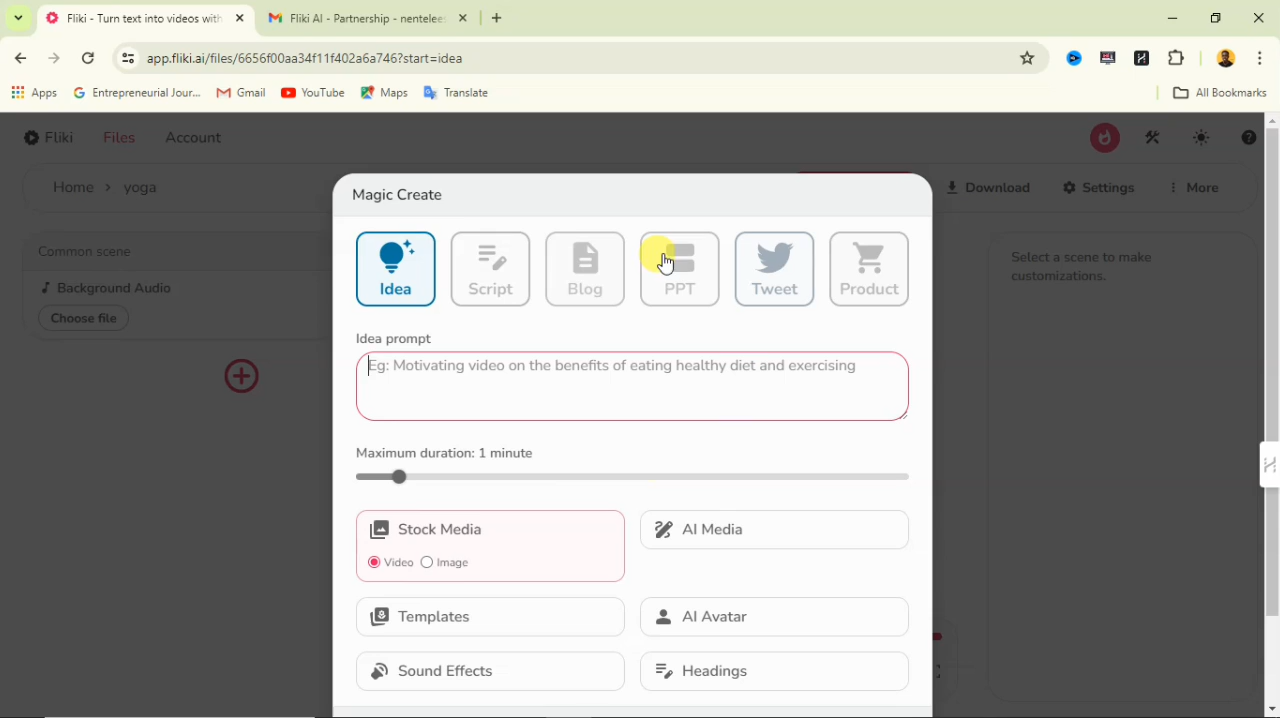 Fliki - Turn text into videos with
Fliki AI - Partnership - nentelees
app.fliki.ai/files/6656f00aa34f11f402a6a746?start=idea
Apps
Entrepreneurial Jour...
Gmail
YouTube
Maps
Translate
All Bookmarks
Fliki
Files
Account
Home > yoga
Download
Settings
More
Magic Create
Common scene
Background Audio
Choose file
Select a scene to make
customizations.
Idea
Script
Blog
PPT
Tweet
Product
Idea prompt
Eg: Motivating video on the benefits of eating healthy diet and exercising
Maximum duration: 1 minute
Stock Media
Video
Image
AI Media
Templates
AI Avatar
Sound Effects
Headings